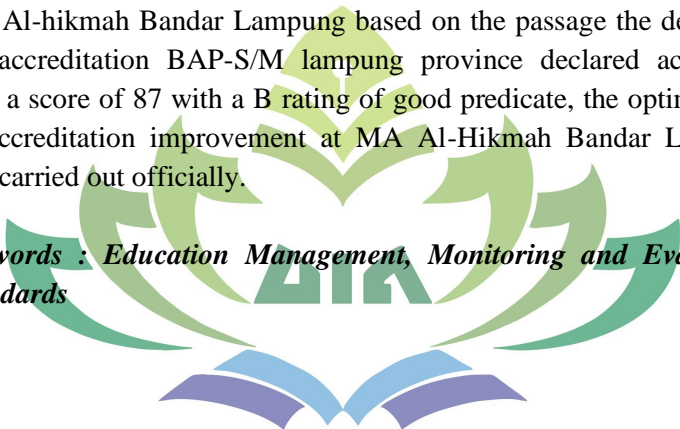 Al-hikmah Bandar Lampung based on the passage the de
accreditation BAP-S/M lampung province declared ac
a score of 87 with a B rating of good predicate, the optin
ccreditation improvement at MA Al-Hikmah Bandar L
carried out officially.
words : Education Management, Monitoring and Eva
dards